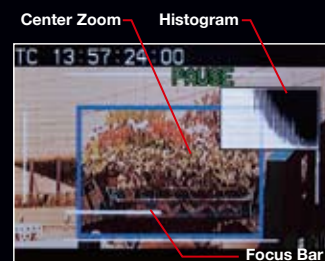 Center Zoom
Histogram
TC 13:57:24:00
PAUSE
Focus Bar